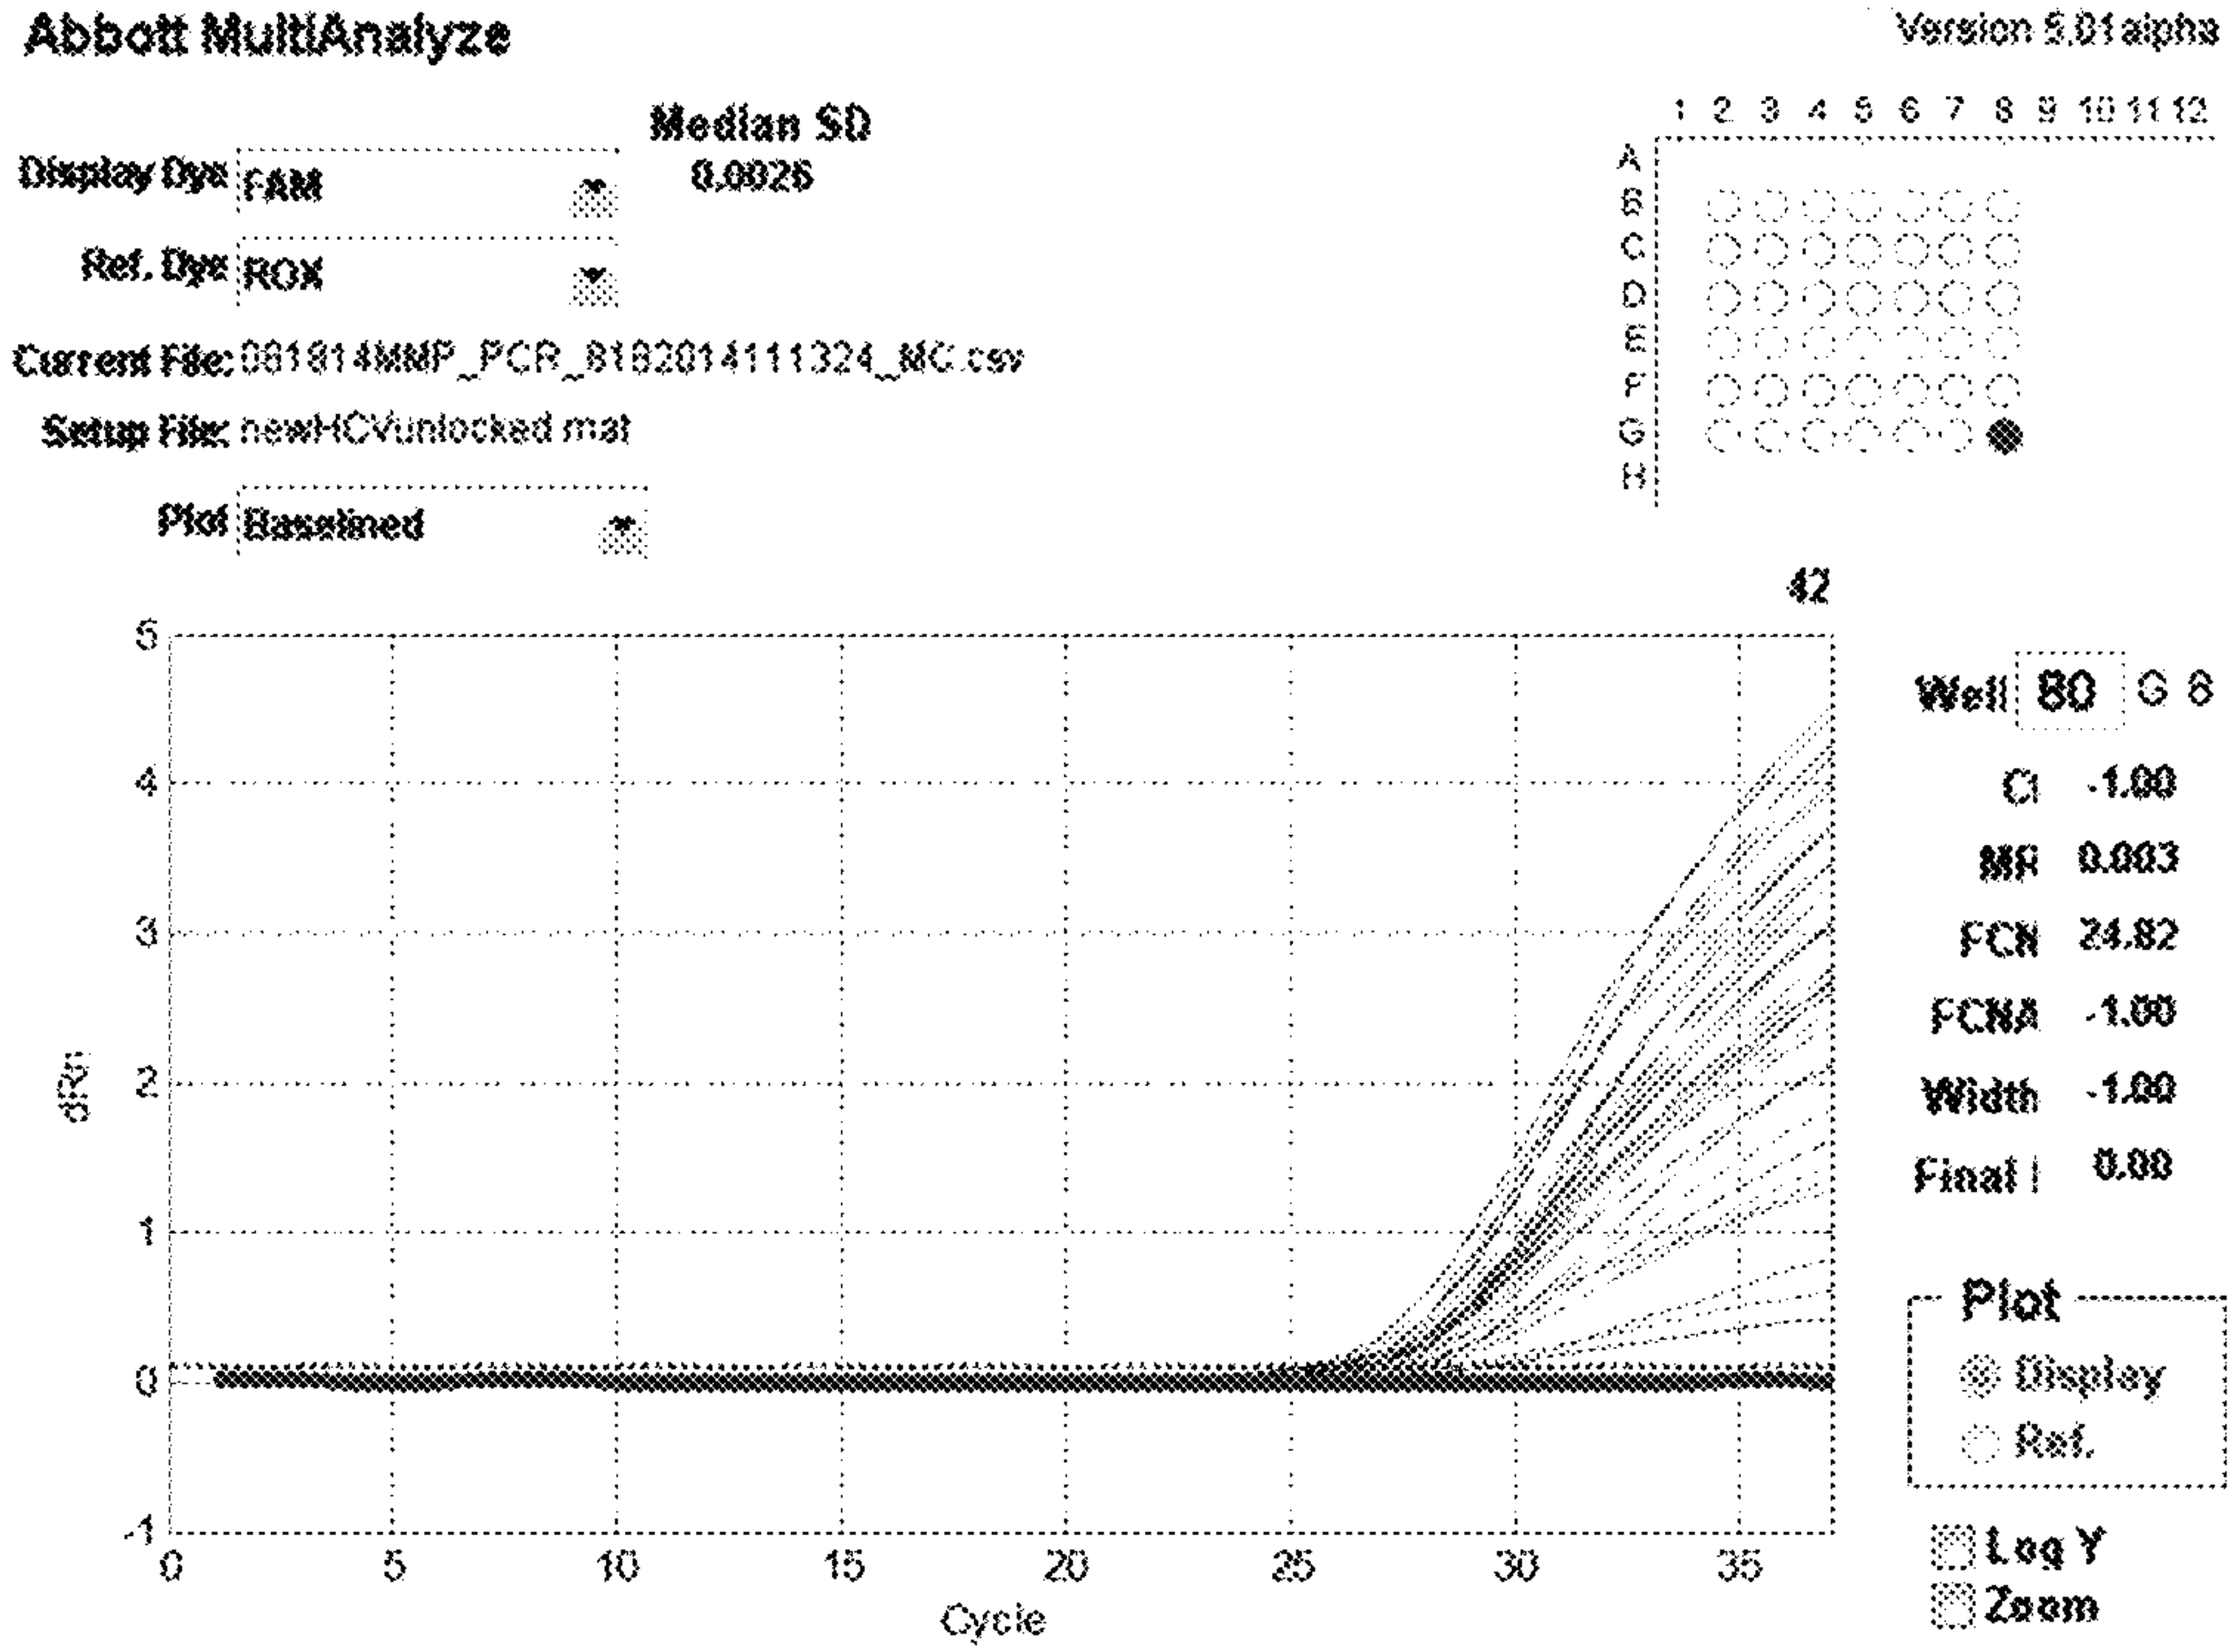 Abbott MultiAnalyze
Version 5.01alpha
Median SD
0.0026
Display Dye FAM
Ref. Dye ROX
Current File: 081814MMP_PCR_8182014111324_MC.csv
Setup File: newHCVunlocked.mat
Plot Baselined
1 2 3 4 5 6 7 8 9 10 11 12
A
B
C
D
E
F
G
H
42
5
4
3
2
1
0
-1
dRn
0 5 10 15 20 25 30 35
Cycle
Well 80 G 8
Ct -1.00
MR 0.003
FCN 24.82
FCNA -1.00
Width -1.00
Final I 0.00
Plot
Display
Ref.
Log Y
Zoom